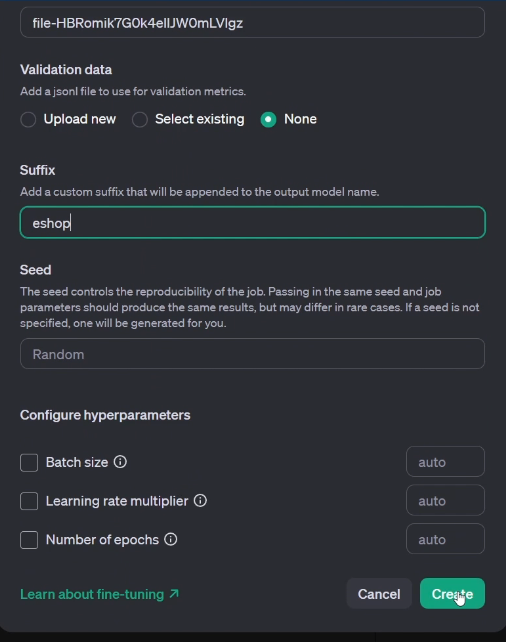 file-HBRomik7G0k4elIJW0mLVlgz
Validation data
Add a jsonl file to use for validation metrics.
Upload new Select existing None
Suffix
Add a custom suffix that will be appended to the output model name.
eshop
Seed
The seed controls the reproducibility of the job. Passing in the same seed and job
parameters should produce the same results, but may differ in rare cases. If a seed is not
specified, one will be generated for you.
Random
Configure hyperparameters
Batch size auto
Learning rate multiplier auto
Number of epochs auto
Learn about fine-tuning Cancel Create